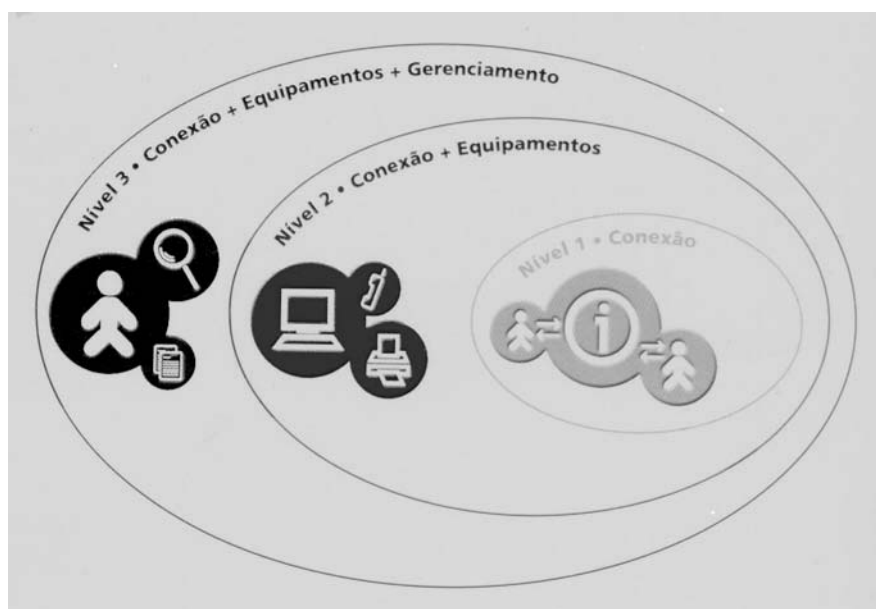 Nível 3 • Conexão + Equipamentos + Gerenciamento
Nível 2 • Conexão + Equipamentos
Nível 1 • Conexão